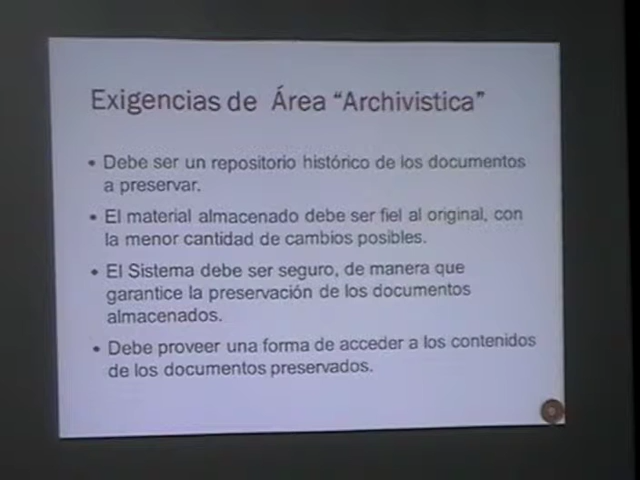 Exigencias de Área “Archivistica”
• Debe ser un repositorio histórico de los documentos
a preservar.
• El material almacenado debe ser fiel al original, con
la menor cantidad de cambios posibles.
• El Sistema debe ser seguro, de manera que
garantice la preservación de los documentos
almacenados.
• Debe proveer una forma de acceder a los contenidos
de los documentos preservados.